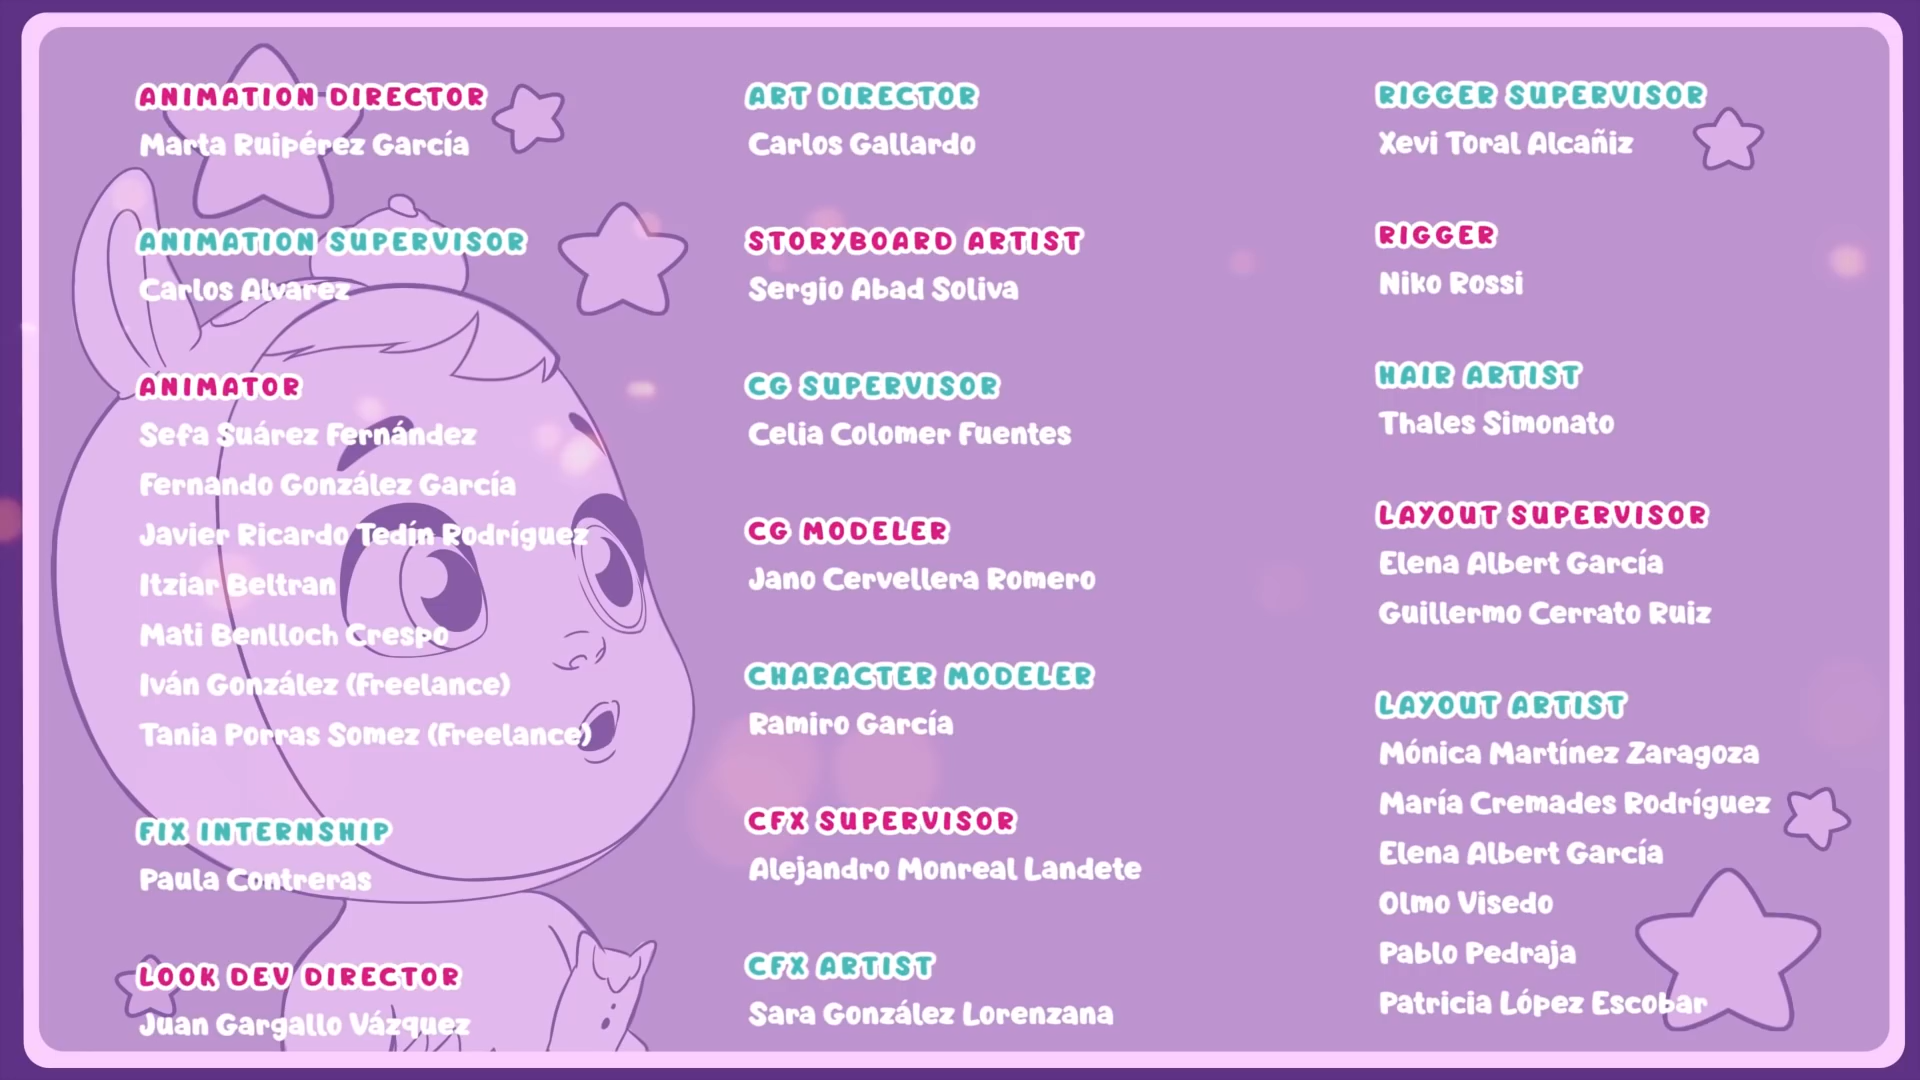 ANIMATION DIRECTOR
Marta Ruipérez García
ANIMATION SUPERVISOR
Carlos Alvarez
ANIMATOR
Sefa Suárez Fernández
Fernando González García
Javier Ricardo Tedín Rodríguez
Itziar Beltran
Mati Benlloch Crespo
Iván González (Freelance)
Tania Porras Somez (Freelance)
FIX INTERNSHIP
Paula Contreras
LOOK DEV DIRECTOR
Juan Gargallo Vázquez
ART DIRECTOR
Carlos Gallardo
STORYBOARD ARTIST
Sergio Abad Soliva
CG SUPERVISOR
Celia Colomer Fuentes
CG MODELER
Jano Cervellera Romero
CHARACTER MODELER
Ramiro García
CFX SUPERVISOR
Alejandro Monreal Landete
CFX ARTIST
Sara González Lorenzana
RIGGER SUPERVISOR
Xevi Toral Alcañiz
RIGGER
Niko Rossi
HAIR ARTIST
Thales Simonato
LAYOUT SUPERVISOR
Elena Albert García
Guillermo Cerrato Ruiz
LAYOUT ARTIST
Mónica Martínez Zaragoza
María Cremades Rodríguez
Elena Albert García
Olmo Visedo
Pablo Pedraja
Patricia López Escobar